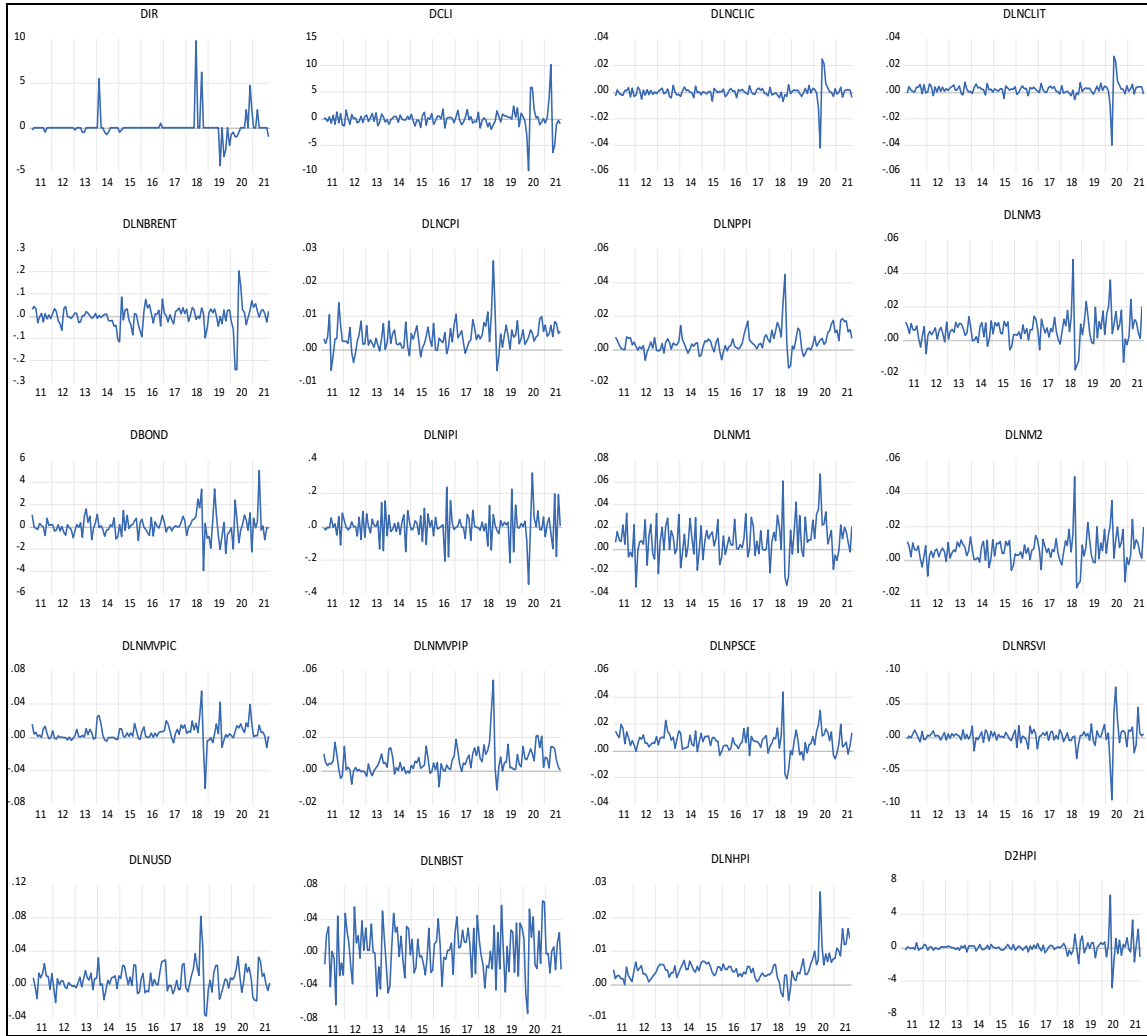 DIR
10
5
0
-5
11 12 13 14 15 16 17 18 19 20 21
DCLI
15
10
5
0
-5
-10
11 12 13 14 15 16 17 18 19 20 21
DLNCLIC
.04
.02
.00
-.02
-.04
-.06
11 12 13 14 15 16 17 18 19 20 21
DLNCLIT
.04
.02
.00
-.02
-.04
-.06
11 12 13 14 15 16 17 18 19 20 21
DLNBRENT
.3
.2
.1
.0
-.1
-.2
-.3
11 12 13 14 15 16 17 18 19 20 21
DLNCPI
.03
.02
.01
.00
-.01
11 12 13 14 15 16 17 18 19 20 21
DLNPPI
.06
.04
.02
.00
-.02
11 12 13 14 15 16 17 18 19 20 21
DLNM3
.06
.04
.02
.00
-.02
11 12 13 14 15 16 17 18 19 20 21
DBOND
6
4
2
0
-2
-4
-6
11 12 13 14 15 16 17 18 19 20 21
DLNIPI
.4
.2
.0
-.2
-.4
11 12 13 14 15 16 17 18 19 20 21
DLNM1
.08
.06
.04
.02
.00
-.02
-.04
11 12 13 14 15 16 17 18 19 20 21
DLNM2
.06
.04
.02
.00
-.02
11 12 13 14 15 16 17 18 19 20 21
DLNMVPIC
.08
.04
.00
-.04
-.08
11 12 13 14 15 16 17 18 19 20 21
DLNMVPIP
.06
.04
.02
.00
-.02
11 12 13 14 15 16 17 18 19 20 21
DLNPSCE
.06
.04
.02
.00
-.02
-.04
11 12 13 14 15 16 17 18 19 20 21
DLNRSVI
.10
.05
.00
-.05
-.10
11 12 13 14 15 16 17 18 19 20 21
DLNUSD
.12
.08
.04
.00
-.04
11 12 13 14 15 16 17 18 19 20 21
DLNBIST
.08
.04
.00
-.04
-.08
11 12 13 14 15 16 17 18 19 20 21
DLNHPI
.03
.02
.01
.00
-.01
11 12 13 14 15 16 17 18 19 20 21
D2HPI
8
4
0
-4
-8
11 12 13 14 15 16 17 18 19 20 21